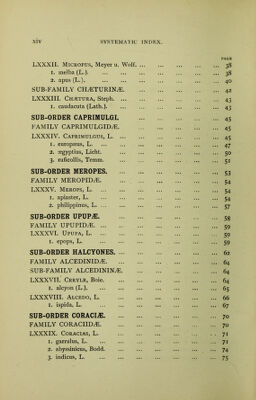 xiv SYSTEMATIC INDEX.
PAGE
LXXXII. MICROPUS, Meyer u. Wolf. ... 38
1. melba (L.) ... 38
2. apus (L.) ... 40
SUB-FAMILY CHÆTURINÆ. ... 42
LXXXIII. CHÆTURA, Steph. ... 43
1. caudacuta (Lath.) ... 43
SUB-ORDER CAPRIMULGI. ... 45
FAMILY CAPRIMULGIDÆ. ... 45
LXXXIV. CAPRIMULGUS, L. ... 45
1. europæus, L. ... 47
2. ægyptius, Licht. ... 50
3. ruficollis, Temm. ... 51
SUB-ORDER MEROPES. ... 53
FAMILY MEROPIDÆ. ... 54
LXXXV. MEROPS, L. ... 54
1. apiaster, L. ... 54
2. philippinus, L. ... 57
SUB-ORDER UPUPÆ. ... 58
FAMILY UPUPIDÆ. ... 59
LXXXVI. UPUPA, L. ... 59
1. epops, L. ... 59
SUB-ORDER HALCYONES. ... 62
FAMILY ALCEDINIDÆ. ... 64
SUB-FAMILY ALCEDININÆ. ... 64
LXXXVII. CERYLE, Boie. ... 64
1. alcyon (L.) ... 65
LXXXVIII. ALCEDO, L. ... 66
1. ispida, L. ... 67
SUB-ORDER CORACIÆ. ... 70
FAMILY CORACIIDÆ. ... 70
LXXXIX. CORACIAS, L. ... 71
1. garrulus, L. ... 71
2. abyssinicus, Bodd. ... 74
3. indicus, L. ... 75